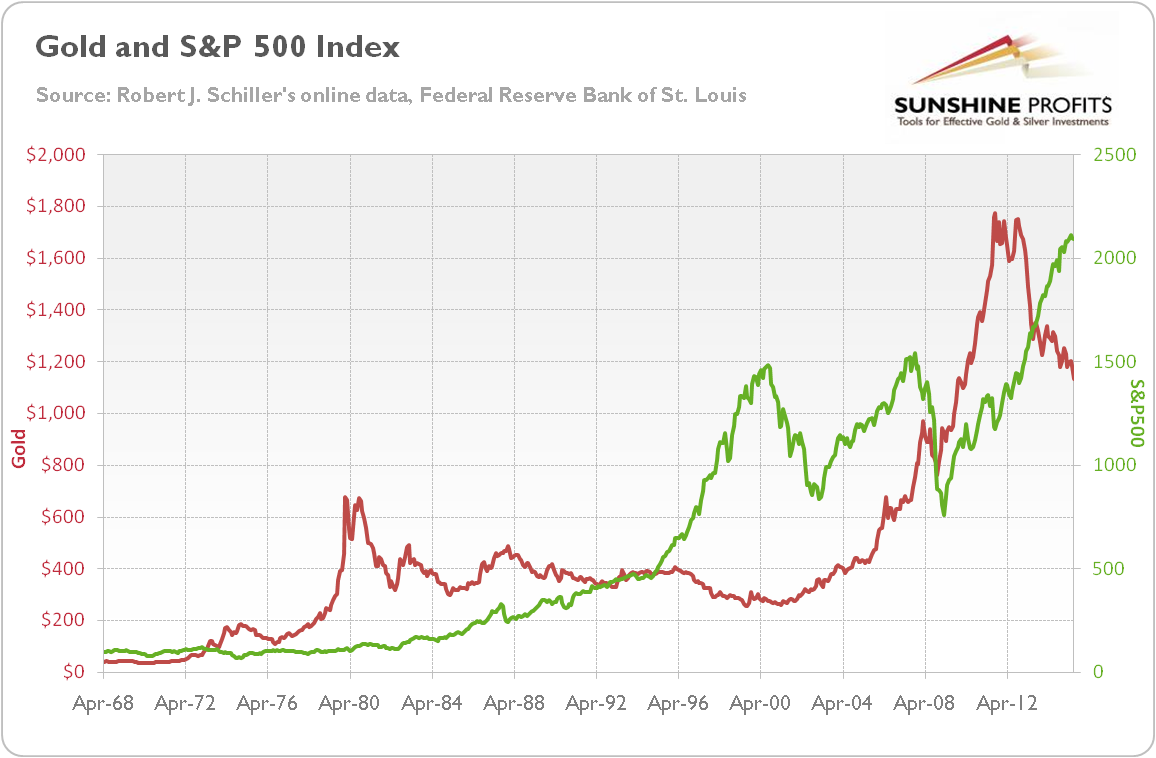 Gold and S&P 500 Index
Source: Robert J. Schiller's online data, Federal Reserve Bank of St. Louis
SUNSHINE PROFIT$
Tools for Effective Gold & Silver Investments
$2,000
$1,800
$1,600
$1,400
$1,200
$1,000
$800
$600
$400
$200
$0
Gold
2500
2000
1500
1000
500
0
S&P500
Apr-68 Apr-72 Apr-76 Apr-80 Apr-84 Apr-88 Apr-92 Apr-96 Apr-00 Apr-04 Apr-08 Apr-12